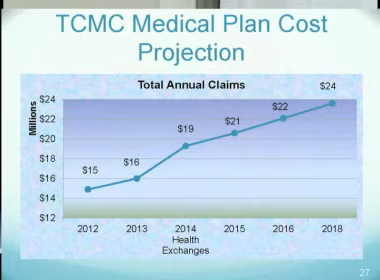 TCMC Medical Plan Cost
Projection
Total Annual Claims
Millions
$24
$22
$20
$18
$16
$14
$12
$15
$16
$19
$21
$22
$24
2012 2013 2014 2015 2016 2018
Health
Exchanges
27